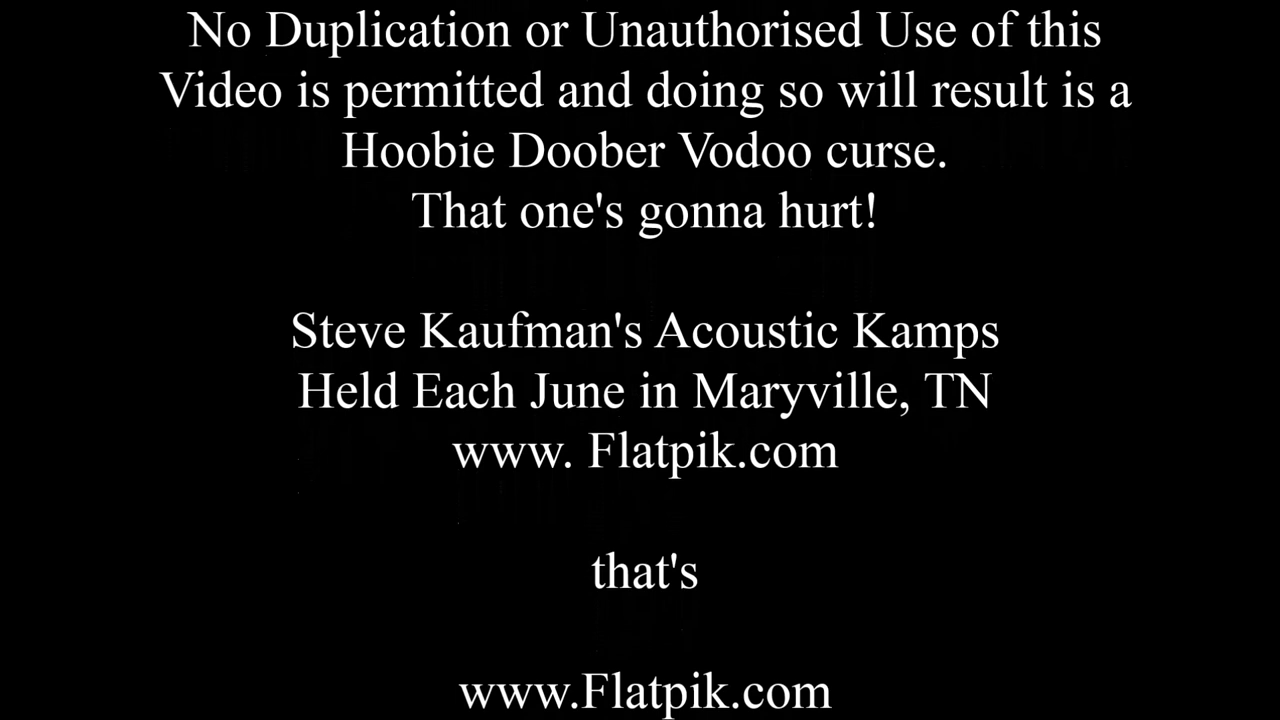 No Duplication or Unauthorised Use of this
Video is permitted and doing so will result is a
Hoobie Doober Vodoo curse.
That one's gonna hurt!
Steve Kaufman's Acoustic Kamps
Held Each June in Maryville, TN
www. Flatpik.com
that's
www.Flatpik.com